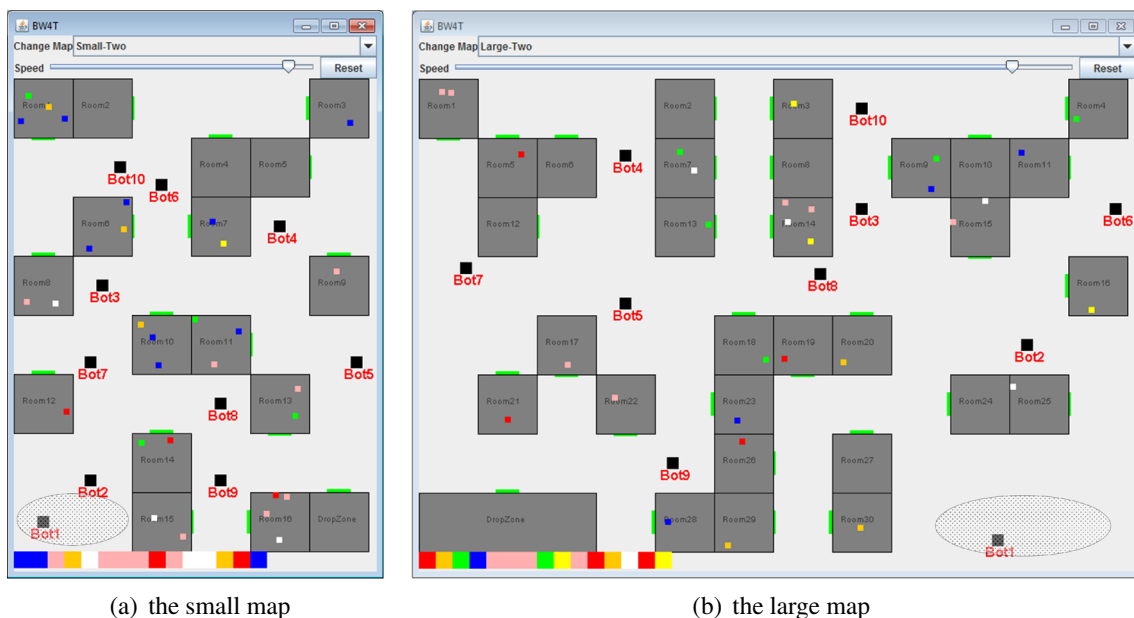 BW4T
Change Map Small-Two
Speed Reset
Room1 Room2 Room3
Room4 Room5
Bot10
Bot6
Room6 Room7
Bot4
Room8 Room9
Bot3
Room10 Room11
Bot7 Bot5
Room12 Room13
Bot8
Room14
Bot2 Bot9
Room15 Room16 DropZone
Bot1
(a) the small map
BW4T
Change Map Large-Two
Speed Reset
Room1 Room2 Room3 Room4
Bot10
Room5 Room6 Room7 Room8 Room9 Room10 Room11
Bot4
Room12 Room13 Room14 Room15
Bot3 Bot6
Bot7 Bot8 Room16
Bot5
Room17 Room18 Room19 Room20
Bot2
Room21 Room22 Room23 Room24 Room25
Room26 Room27
Bot9
DropZone Room28 Room29 Room30
Bot1
(b) the large map